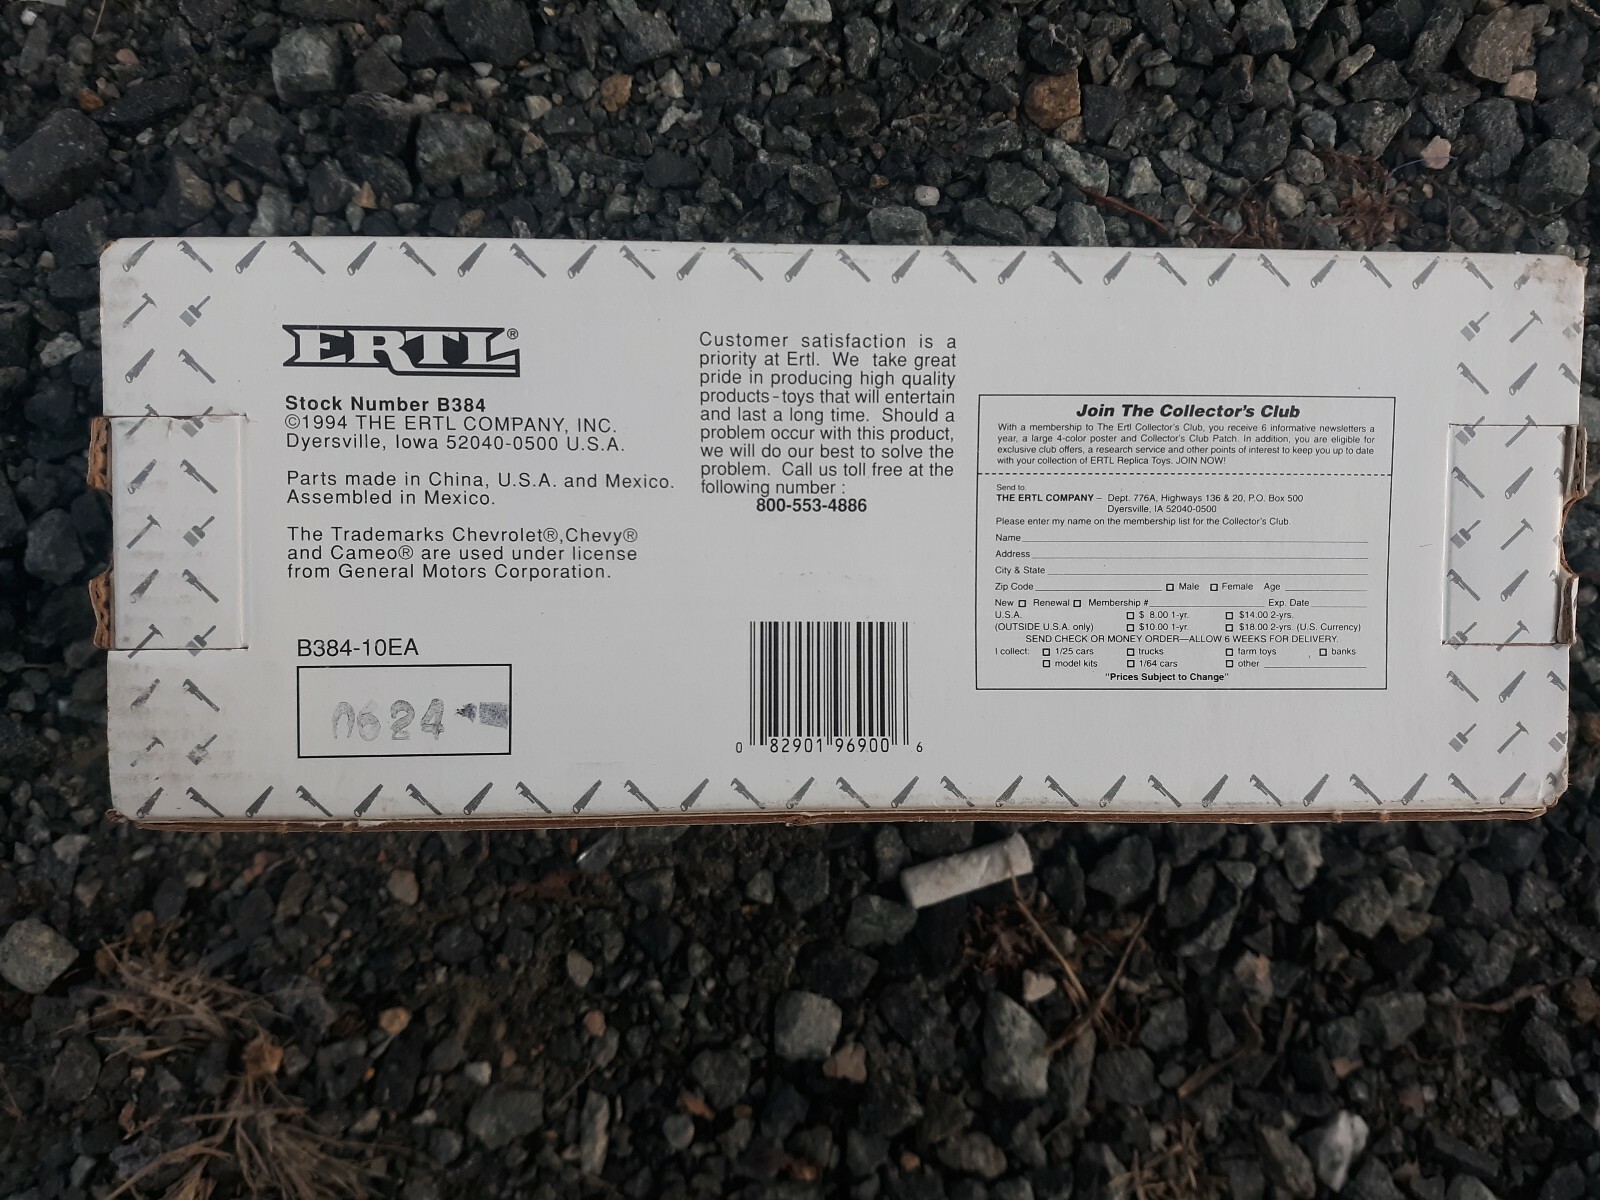 ERTL®
Stock Number B384
©1994 THE ERTL COMPANY, INC.
Dyersville, Iowa 52040-0500 U.S.A.
Parts made in China, U.S.A. and Mexico.
Assembled in Mexico.
The Trademarks Chevrolet®,Chevy®
and Cameo® are used under license
from General Motors Corporation.
B384-10EA
0624
Customer satisfaction is a
priority at Ertl. We take great
pride in producing high quality
products-toys that will entertain
and last a long time. Should a
problem occur with this product,
we will do our best to solve the
problem. Call us toll free at the
following number :
800-553-4886
0 82901 96900 6
Join The Collector's Club
With a membership to The Ertl Collector's Club, you receive 6 informative newsletters a
year, a large 4-color poster and Collector's Club Patch. In addition, you are eligible for
exclusive club offers, a research service and other points of interest to keep you up to date
with your collection of ERTL Replica Toys. JOIN NOW!
Send to:
THE ERTL COMPANY – Dept. 776A, Highways 136 & 20, P.O. Box 500
Dyersville, IA 52040-0500
Please enter my name on the membership list for the Collector's Club.
Name
Address
City & State
Zip Code Male Female Age
New Renewal Membership # Exp. Date
U.S.A. $ 8.00 1-yr. $14.00 2-yrs.
(OUTSIDE U.S.A. only) $10.00 1-yr. $18.00 2-yrs. (U.S. Currency)
SEND CHECK OR MONEY ORDER—ALLOW 6 WEEKS FOR DELIVERY.
I collect: 1/25 cars trucks farm toys banks
model kits 1/64 cars other
"Prices Subject to Change"